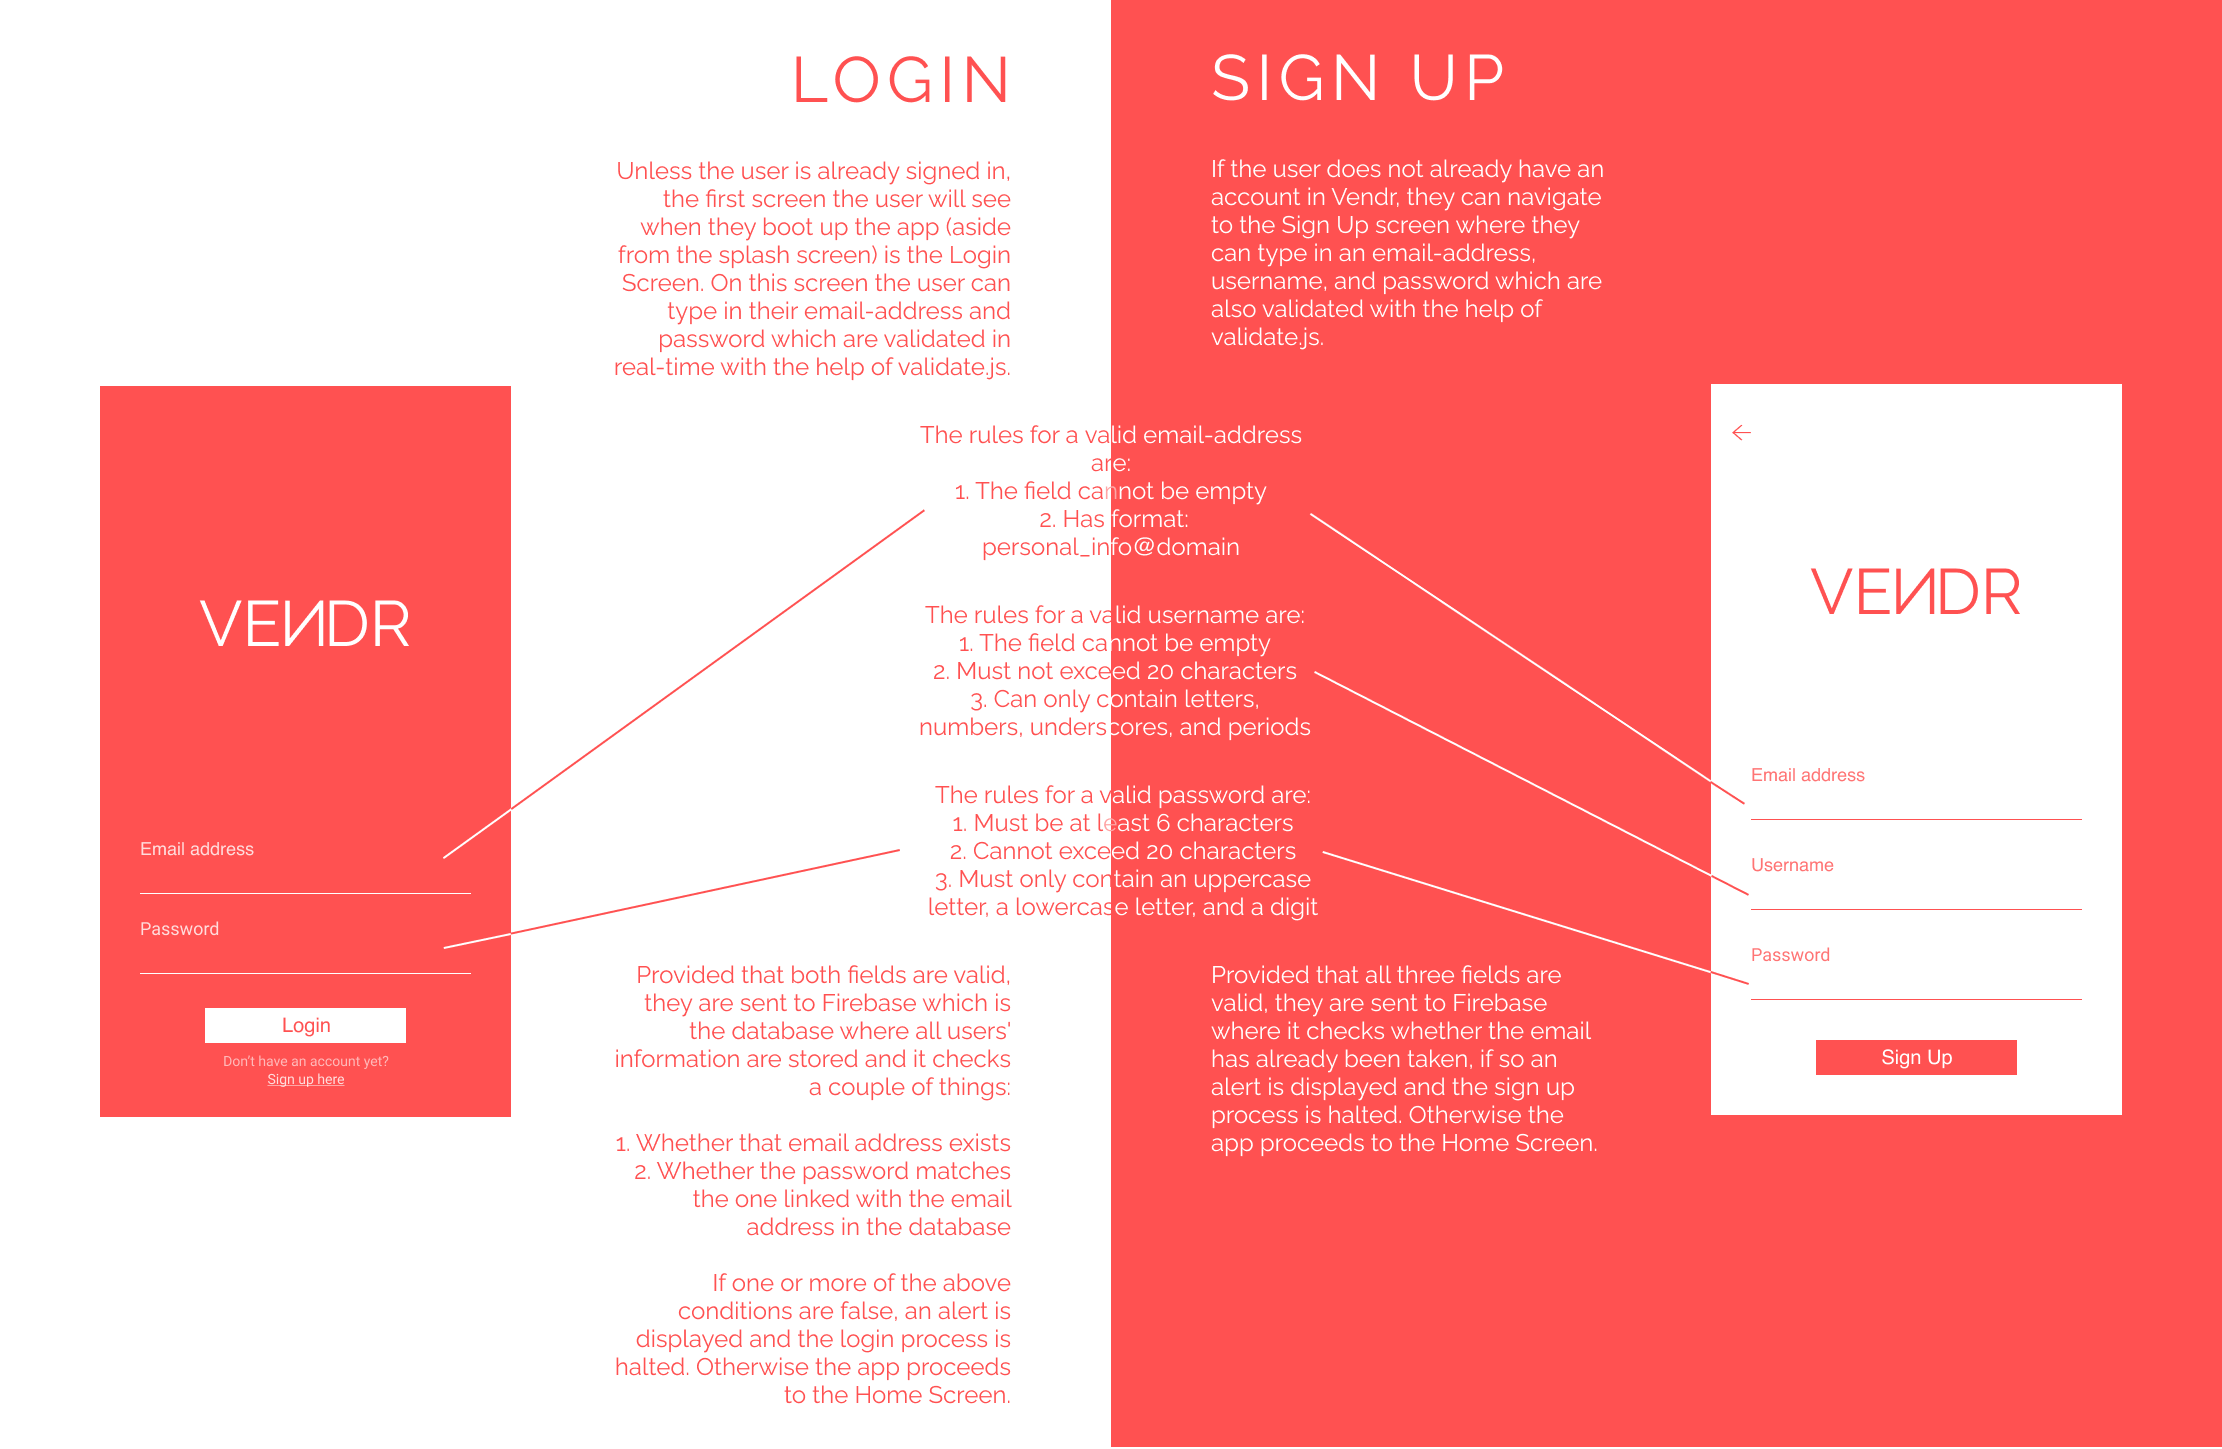 LOGIN
Unless the user is already signed in,
the first screen the user will see
when they boot up the app (aside
from the splash screen) is the Login
Screen. On this screen the user can
type in their email-address and
password which are validated in
real-time with the help of validate.js.
SIGN UP
If the user does not already have an
account in Vendr, they can navigate
to the Sign Up screen where they
can type in an email-address,
username, and password which are
also validated with the help of
validate.js.
The rules for a valid email-address
are:
1. The field cannot be empty
2. Has format:
personal_info@domain
The rules for a valid username are:
1. The field cannot be empty
2. Must not exceed 20 characters
3. Can only contain letters,
numbers, underscores, and periods
The rules for a valid password are:
1. Must be at least 6 characters
2. Cannot exceed 20 characters
3. Must only contain an uppercase
letter, a lowercase letter, and a digit
VENDR
Email address
Password
Login
Don't have an account yet?
Sign up here
VENDR
Email address
Username
Password
Sign Up
Provided that both fields are valid,
they are sent to Firebase which is
the database where all users'
information are stored and it checks
a couple of things:
1. Whether that email address exists
2. Whether the password matches
the one linked with the email
address in the database
If one or more of the above
conditions are false, an alert is
displayed and the login process is
halted. Otherwise the app proceeds
to the Home Screen.
Provided that all three fields are
valid, they are sent to Firebase
where it checks whether the email
has already been taken, if so an
alert is displayed and the sign up
process is halted. Otherwise the
app proceeds to the Home Screen.